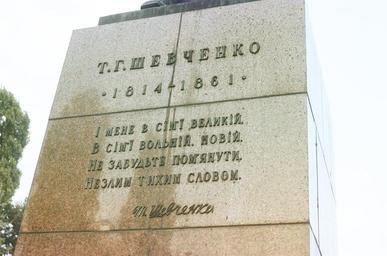 Т.Г.ШЕВЧЕНКО
· 1814-1861 ·
І МЕНЕ В СІМ'Ї ВЕЛИКІЙ,
В СІМ'Ї ВОЛЬНІЙ, НОВІЙ,
НЕ ЗАБУДЬТЕ ПОМ'ЯНУТИ,
НЕЗЛИМ ТИХИМ СЛОВОМ.
Т. Шевченко